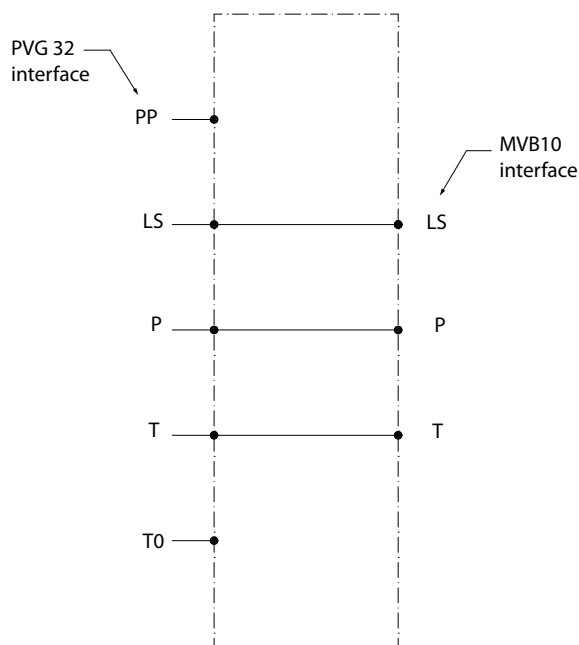 PVG 32
interface
PP
MVB10
interface
LS
LS
P
P
T
T
T0